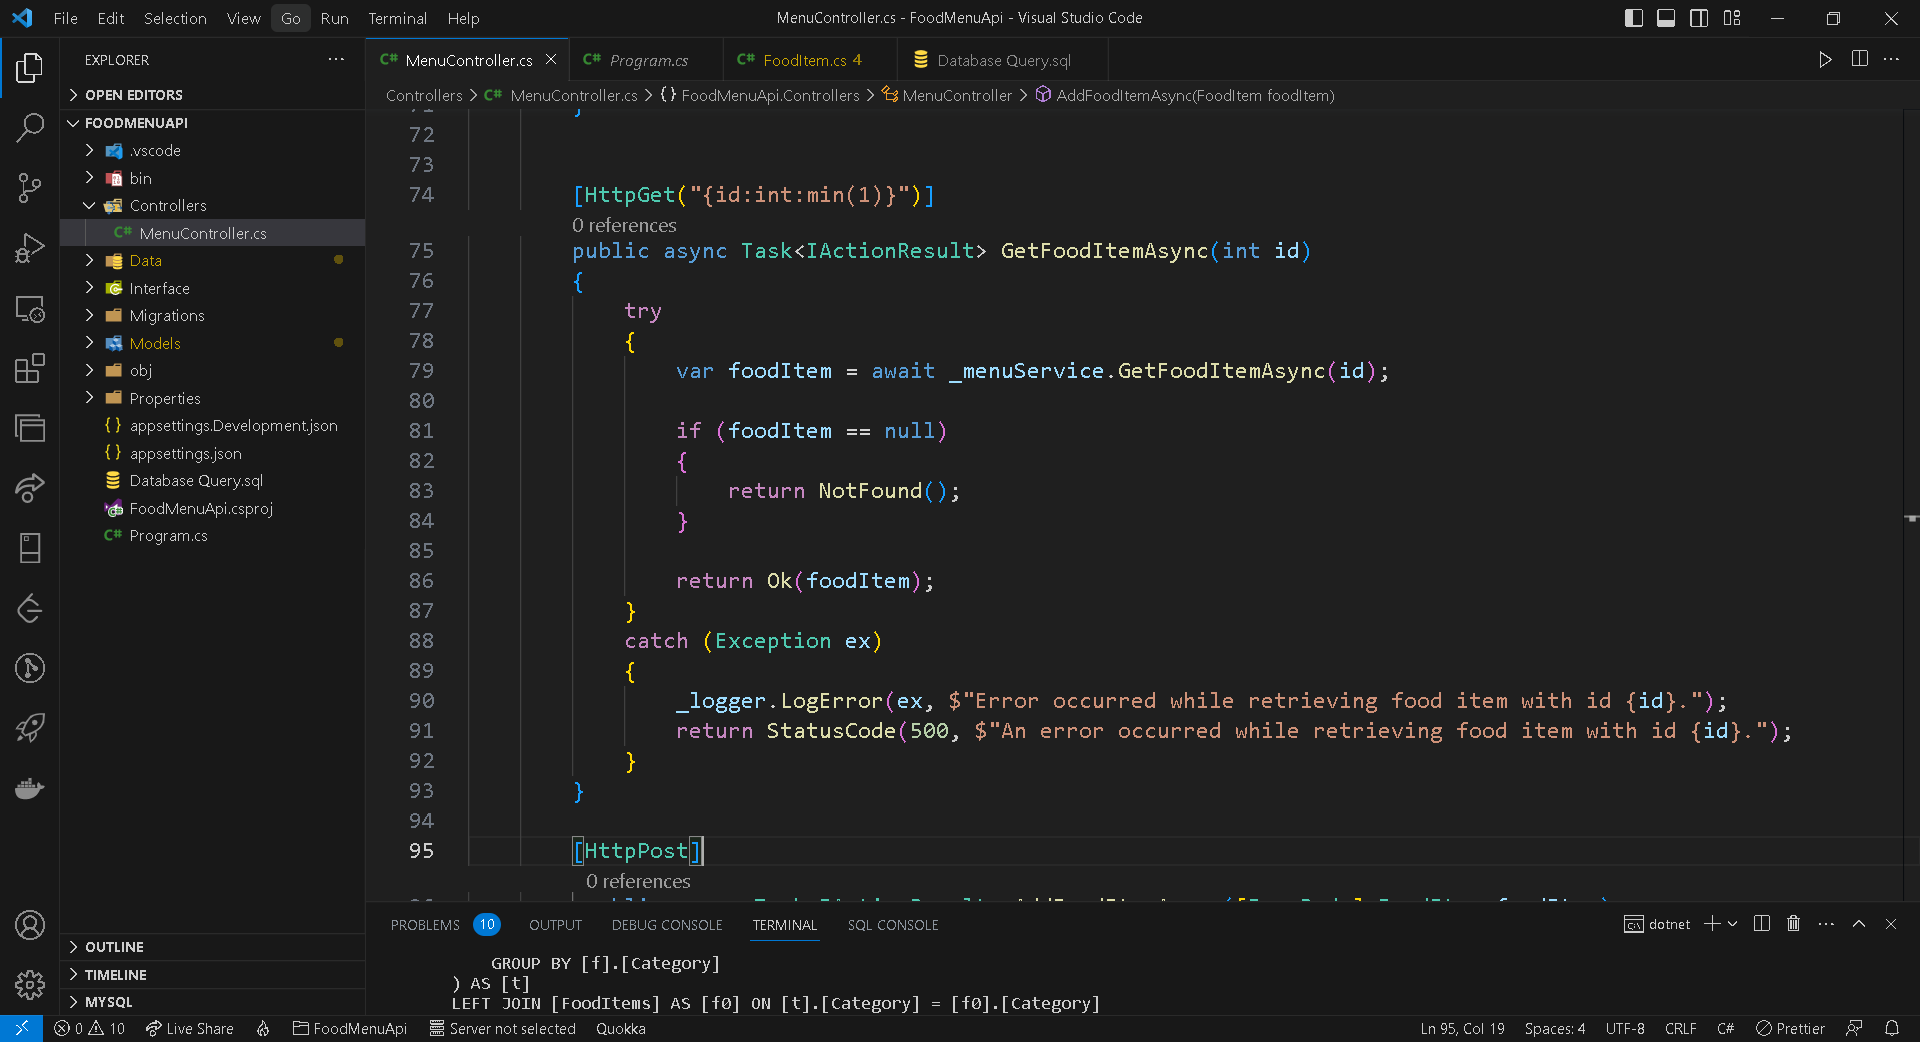 File Edit Selection View Go Run Terminal Help MenuController.cs - FoodMenuApi - Visual Studio Code
EXPLORER
OPEN EDITORS
FOODMENUAPI
.vscode
bin
Controllers
C# MenuController.cs
Data
Interface
Migrations
Models
obj
Properties
{} appsettings.Development.json
{} appsettings.json
Database Query.sql
FoodMenuApi.csproj
C# Program.cs
OUTLINE
TIMELINE
MYSQL
C# MenuController.cs C# Program.cs C# FoodItem.cs 4 Database Query.sql
Controllers > C# MenuController.cs > {} FoodMenuApi.Controllers > MenuController > AddFoodItemAsync(FoodItem foodItem)
72
73
74 [HttpGet("{id:int:min(1)}")]
0 references
75 public async Task<IActionResult> GetFoodItemAsync(int id)
76 {
77 try
78 {
79 var foodItem = await _menuService.GetFoodItemAsync(id);
80
81 if (foodItem == null)
82 {
83 return NotFound();
84 }
85
86 return Ok(foodItem);
87 }
88 catch (Exception ex)
89 {
90 _logger.LogError(ex, $"Error occurred while retrieving food item with id {id}.");
91 return StatusCode(500, $"An error occurred while retrieving food item with id {id}.");
92 }
93 }
94
95 [HttpPost]
0 references
PROBLEMS 10 OUTPUT DEBUG CONSOLE TERMINAL SQL CONSOLE dotnet
GROUP BY [f].[Category]
) AS [t]
LEFT JOIN [FoodItems] AS [f0] ON [t].[Category] = [f0].[Category]
0 10 Live Share FoodMenuApi Server not selected Quokka Ln 95, Col 19 Spaces: 4 UTF-8 CRLF C# Prettier